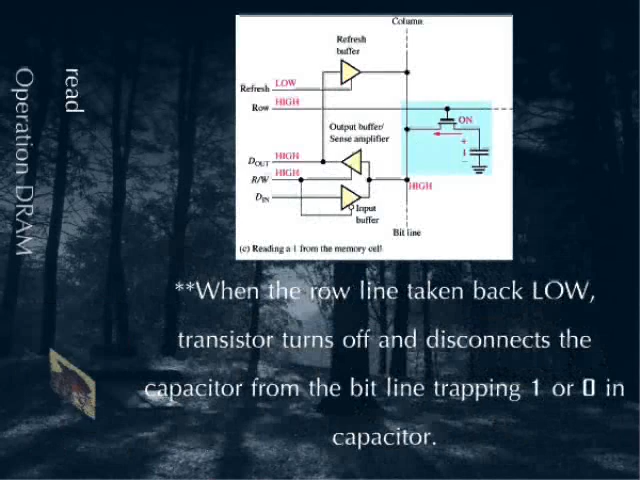 read
Operation DRAM
Column
Refresh
buffer
Refresh LOW
Row HIGH
ON
Output buffer/
Sense amplifier
+
1
−
DOUT HIGH
R/W HIGH
HIGH
DIN
Input
buffer
Bit line
(c) Reading a 1 from the memory cell
**When the row line taken back LOW,
transistor turns off and disconnects the
capacitor from the bit line trapping 1 or 0 in
capacitor.